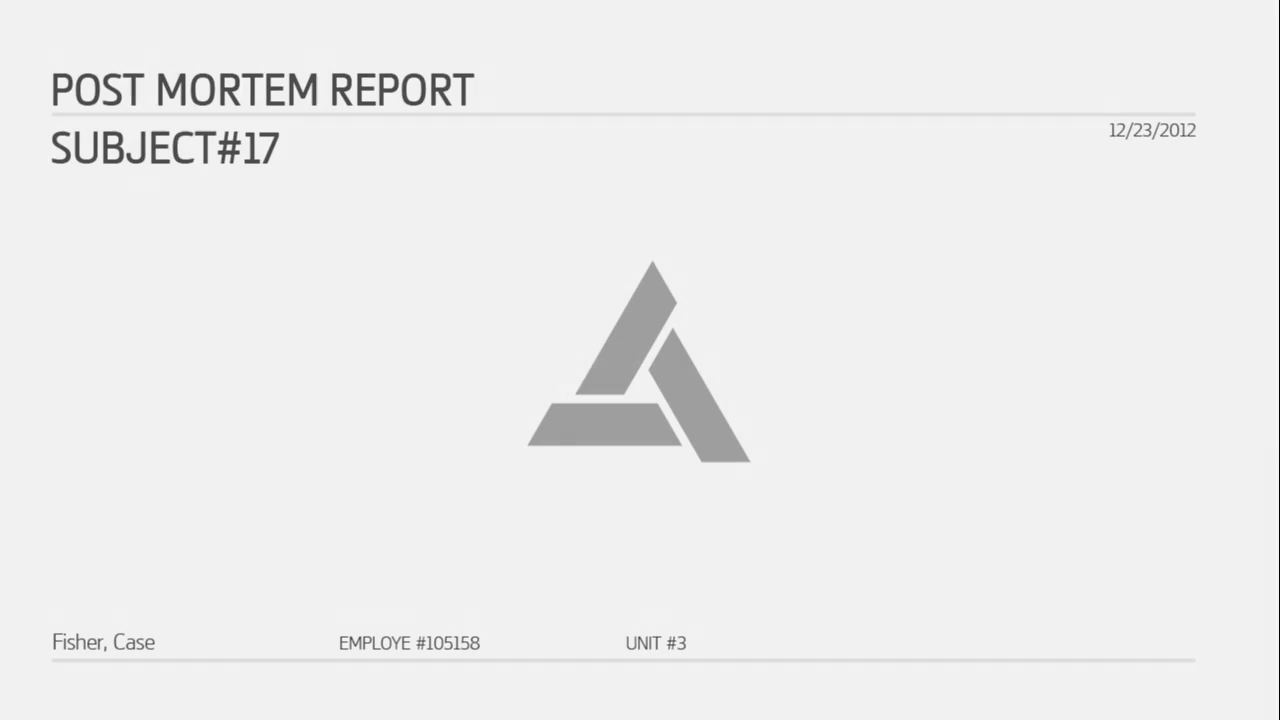 POST MORTEM REPORT
12/23/2012
SUBJECT#17
Fisher, Case
EMPLOYE #105158
UNIT #3